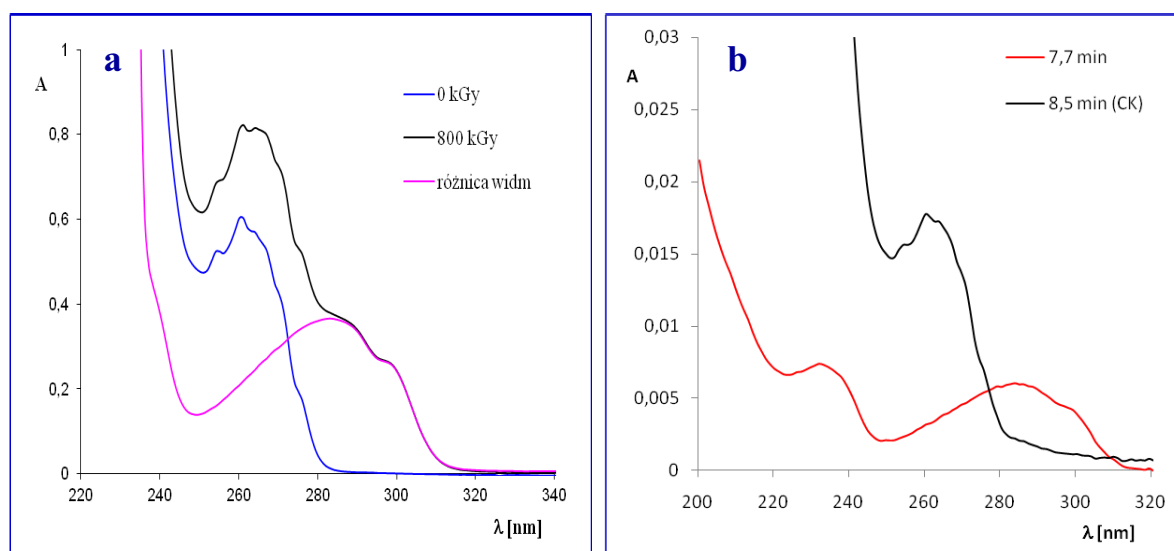 a
A
1
0,8
0,6
0,4
0,2
0
220
240
260
280
300
320
340
λ [nm]
0 kGy
800 kGy
różnica widm
b
A
0,03
0,025
0,02
0,015
0,01
0,005
0
200
220
240
260
280
300
320
λ [nm]
7,7 min
8,5 min (CK)